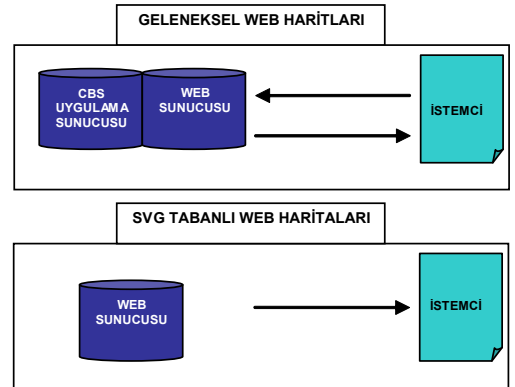 GELENEKSEL WEB HARİTLARI
CBS
UYGULAMA
SUNUCUSU
WEB
SUNUCUSU
İSTEMCİ
SVG TABANLI WEB HARİTALARI
WEB
SUNUCUSU
İSTEMCİ